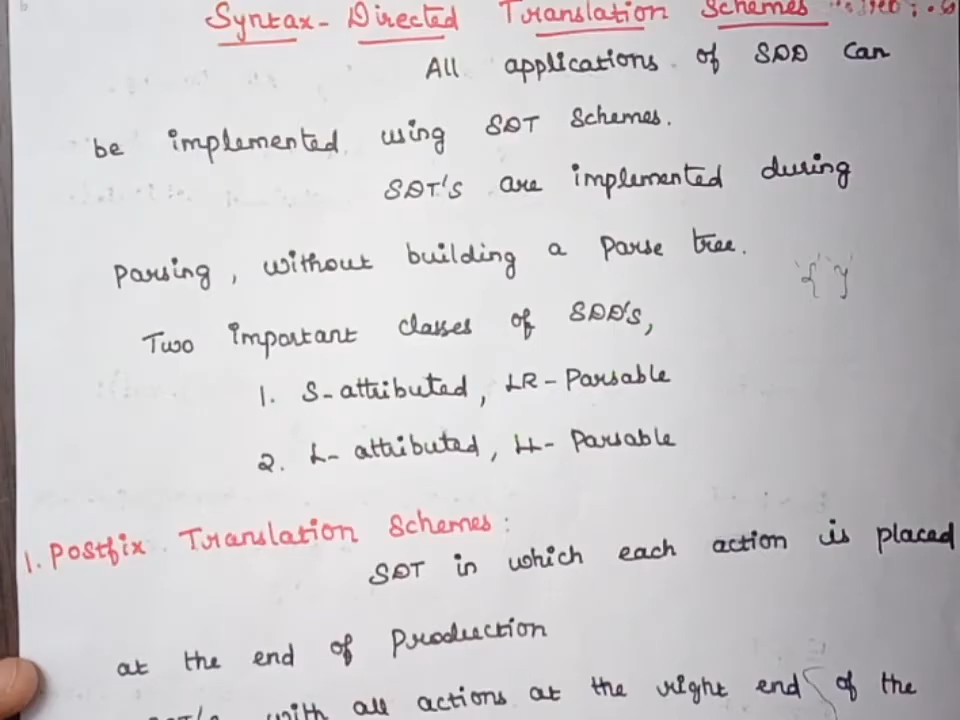 Syntax-Directed Translation Schemes
All applications of SDD can
be implemented using SDT Schemes.
SDT'S are implemented during
Parsing, without building a Parse tree.
{ }
Two important classes of SDD'S,
1. S-attributed, LR-Parsable
2. L-attributed, LL-Parsable
1. Postfix Translation Schemes:
SDT in which each action is placed
at the end of Production
with all actions at the right end of the